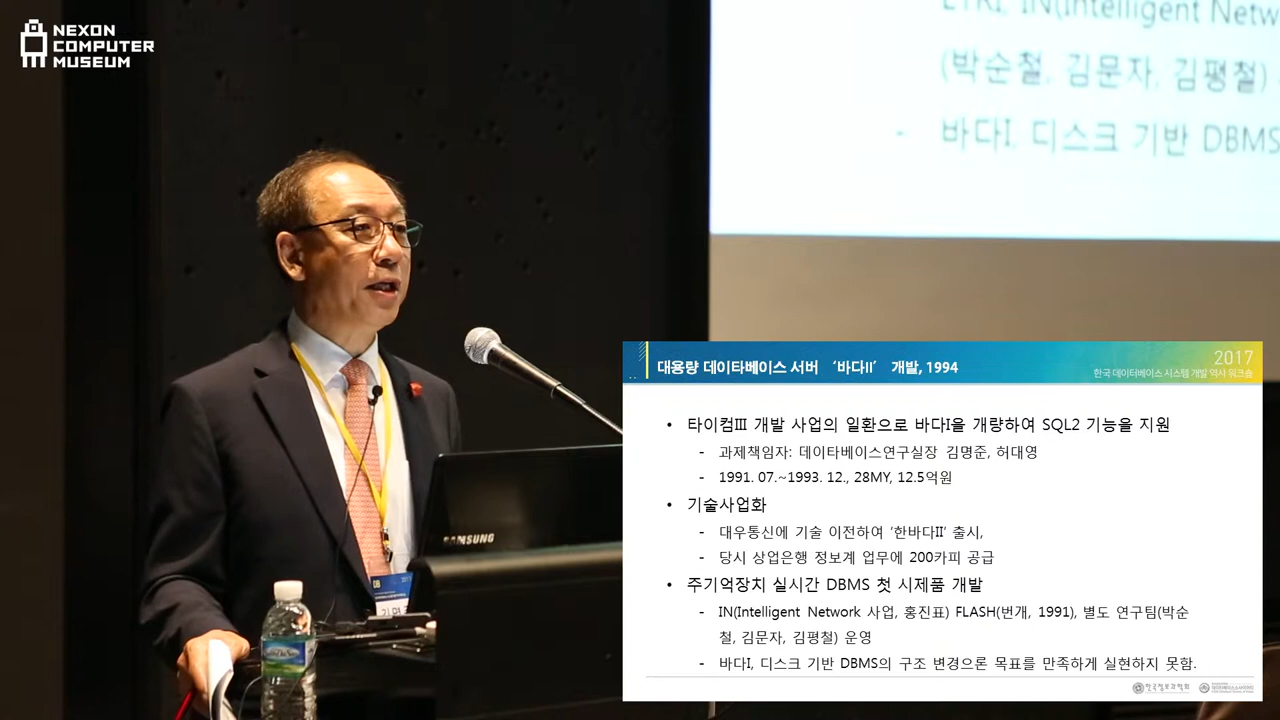 NEXON
COMPUTER
MUSEUM
ETRI, IN(Intelligent Netw
(박순철, 김문자, 김평철)
- 바다I, 디스크 기반 DBMS
SAMSUNG
대용량 데이타베이스 서버 ‘바다II’ 개발, 1994
2017
한국 데이터베이스 시스템 개발 역사 워크숍
• 타이컴III 개발 사업의 일환으로 바다I을 개량하여 SQL2 기능을 지원
- 과제책임자: 데이타베이스연구실장 김명준, 허대영
- 1991. 07.~1993. 12., 28MY, 12.5억원
• 기술사업화
- 대우통신에 기술 이전하여 ‘한바다II’ 출시,
- 당시 상업은행 정보계 업무에 200카피 공급
• 주기억장치 실시간 DBMS 첫 시제품 개발
- IN(Intelligent Network 사업, 홍진표) FLASH(번개, 1991), 별도 연구팀(박순
철, 김문자, 김평철) 운영
- 바다I, 디스크 기반 DBMS의 구조 변경으론 목표를 만족하게 실현하지 못함.
한국정보과학회